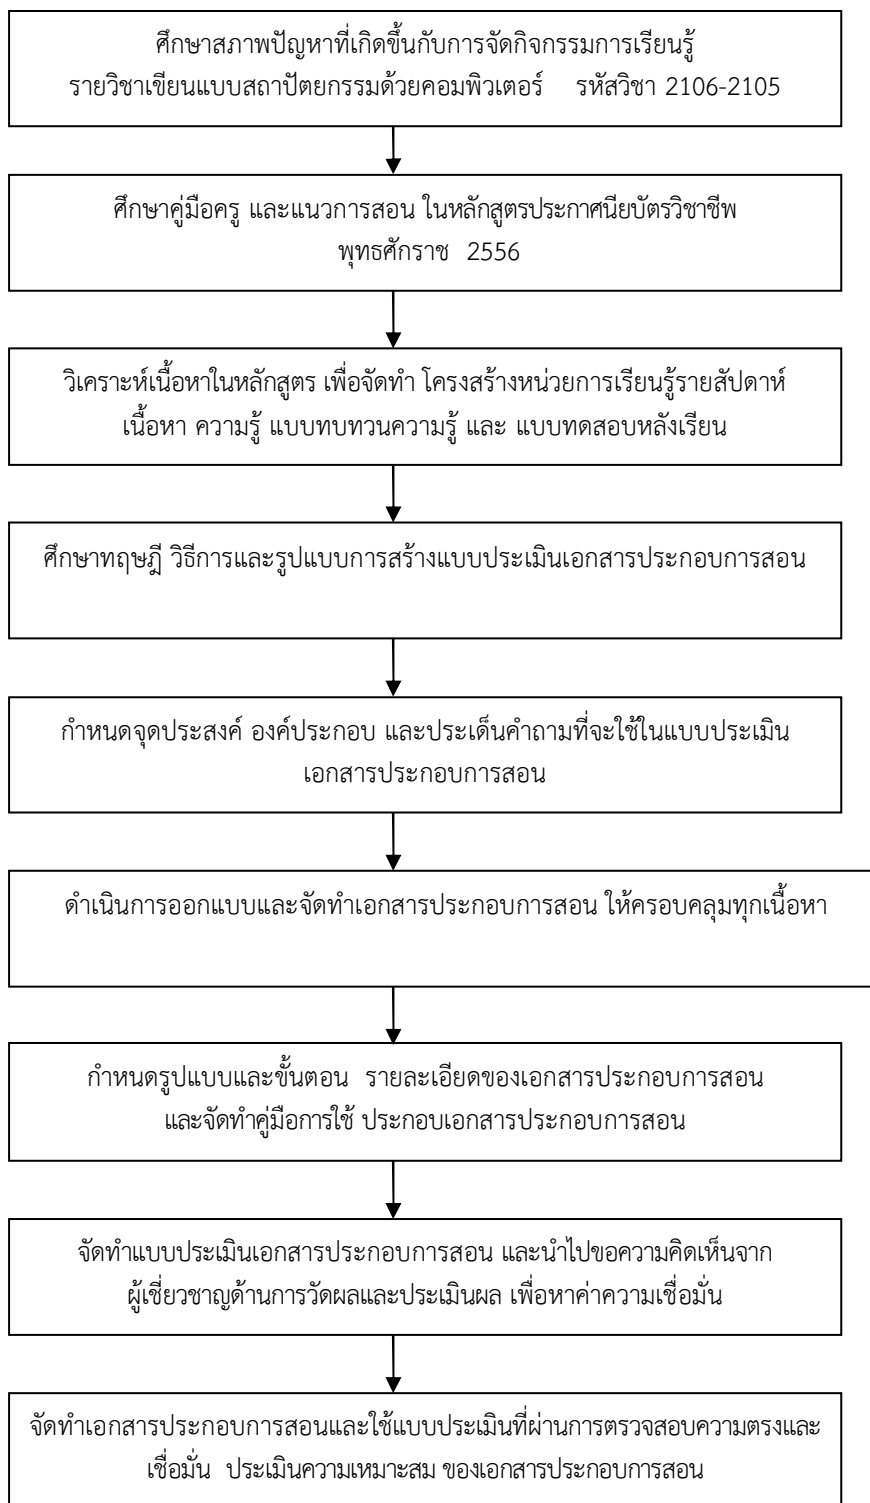 ศึกษาสภาพปัญหาที่เกิดขึ้นกับการจัดกิจกรรมการเรียนรู้
รายวิชาเขียนแบบสถาปัตยกรรมด้วยคอมพิวเตอร์ รหัสวิชา 2106-2105
ศึกษาคู่มือครู และแนวการสอน ในหลักสูตรประกาศนียบัตรวิชาชีพ
พุทธศักราช 2556
วิเคราะห์เนื้อหาในหลักสูตร เพื่อจัดทำ โครงสร้างหน่วยการเรียนรู้รายสัปดาห์
เนื้อหา ความรู้ แบบทบทวนความรู้ และ แบบทดสอบหลังเรียน
ศึกษาทฤษฎี วิธีการและรูปแบบการสร้างแบบประเมินเอกสารประกอบการสอน
กำหนดจุดประสงค์ องค์ประกอบ และประเด็นคำถามที่จะใช้ในแบบประเมิน
เอกสารประกอบการสอน
ดำเนินการออกแบบและจัดทำเอกสารประกอบการสอน ให้ครอบคลุมทุกเนื้อหา
กำหนดรูปแบบและขั้นตอน รายละเอียดของเอกสารประกอบการสอน
และจัดทำคู่มือการใช้ ประกอบเอกสารประกอบการสอน
จัดทำแบบประเมินเอกสารประกอบการสอน และนำไปขอความคิดเห็นจาก
ผู้เชี่ยวชาญด้านการวัดผลและประเมินผล เพื่อหาค่าความเชื่อมั่น
จัดทำเอกสารประกอบการสอนและใช้แบบประเมินที่ผ่านการตรวจสอบความตรงและ
เชื่อมั่น ประเมินความเหมาะสม ของเอกสารประกอบการสอน